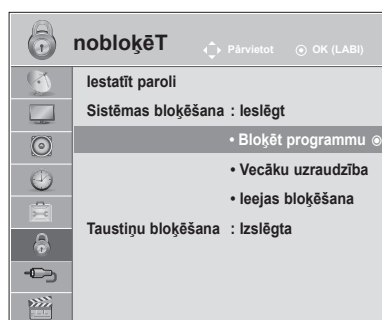 nobloķēT Pārvietot OK (LABI)
Iestatīt paroli
Sistēmas bloķēšana : Ieslēgt
• Bloķēt programmu
• Vecāku uzraudzība
• Ieejas bloķēšana
Taustiņu bloķēšana : Izslēgta